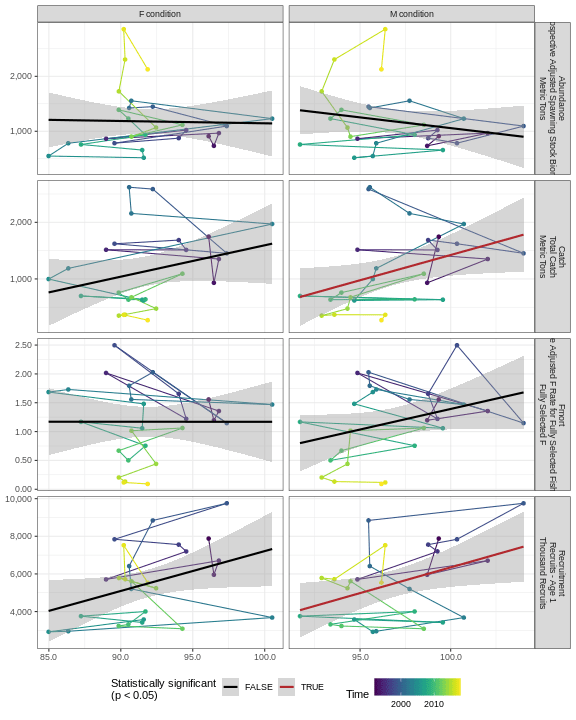 F condition
M condition
2,000
1,000
Abundance
Adjusted Spawning Stock
Metric Tons
2,000
1,000
Catch
Total Catch
Metric Tons
2.50
2.00
1.50
1.00
0.50
0.00
Fmort
Adjusted F Rate for Fully Selected Fish
Fully Selected F
10,000
8,000
6,000
4,000
Recruitment
Recruits - Age 1
Thousand Recruits
85.0
90.0
95.0
100.0
95.0
100.0
Statistically significant
(p < 0.05)
FALSE
TRUE
Time
2000
2010